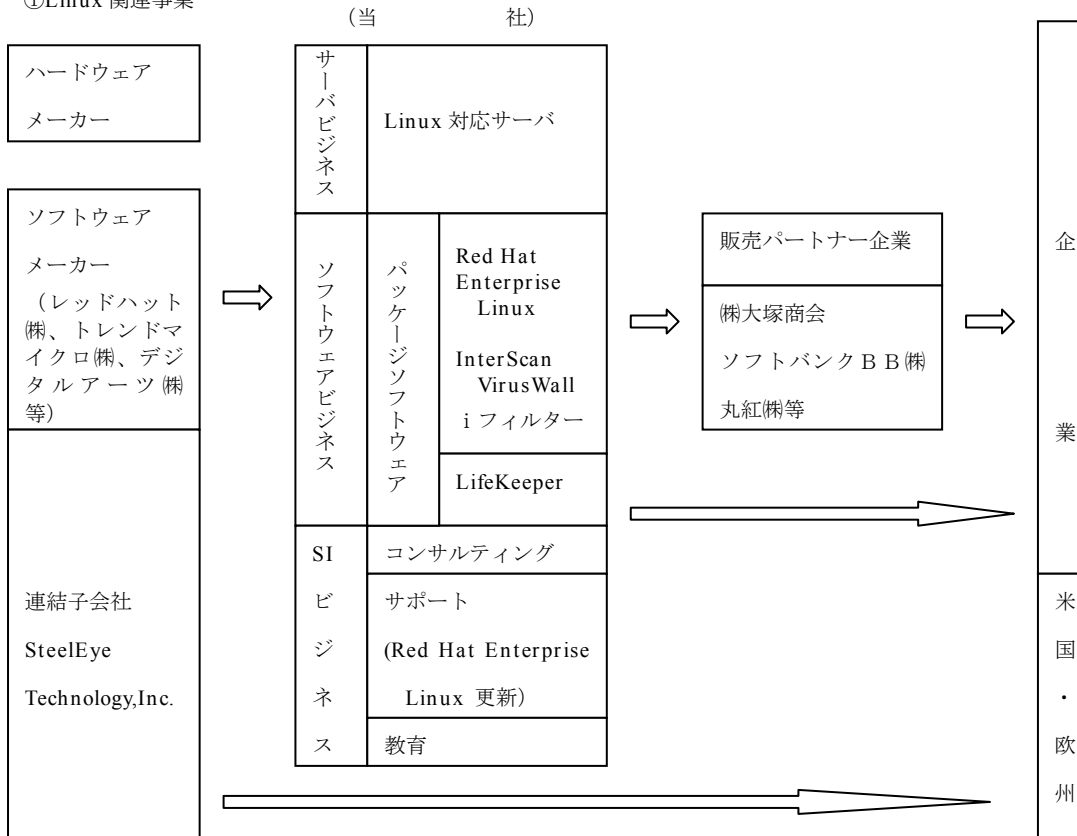 ①Linux 関連事業
(当 社)
ハードウェア
メーカー
ソフトウェア
メーカー
（レッドハット
㈱、トレンドマ
イクロ㈱、デジ
タルアーツ㈱
等）
連結子会社
SteelEye
Technology,Inc.
サーバビジネス
Linux 対応サーバ
ソフトウェアビジネス
パッケージソフトウェア
Red Hat
Enterprise
Linux
InterScan
VirusWall
ｉフィルター
LifeKeeper
SIビジネス
コンサルティング
サポート
(Red Hat Enterprise
Linux 更新）
教育
販売パートナー企業
㈱大塚商会
ソフトバンクＢＢ㈱
丸紅㈱等
企業
米国・欧州